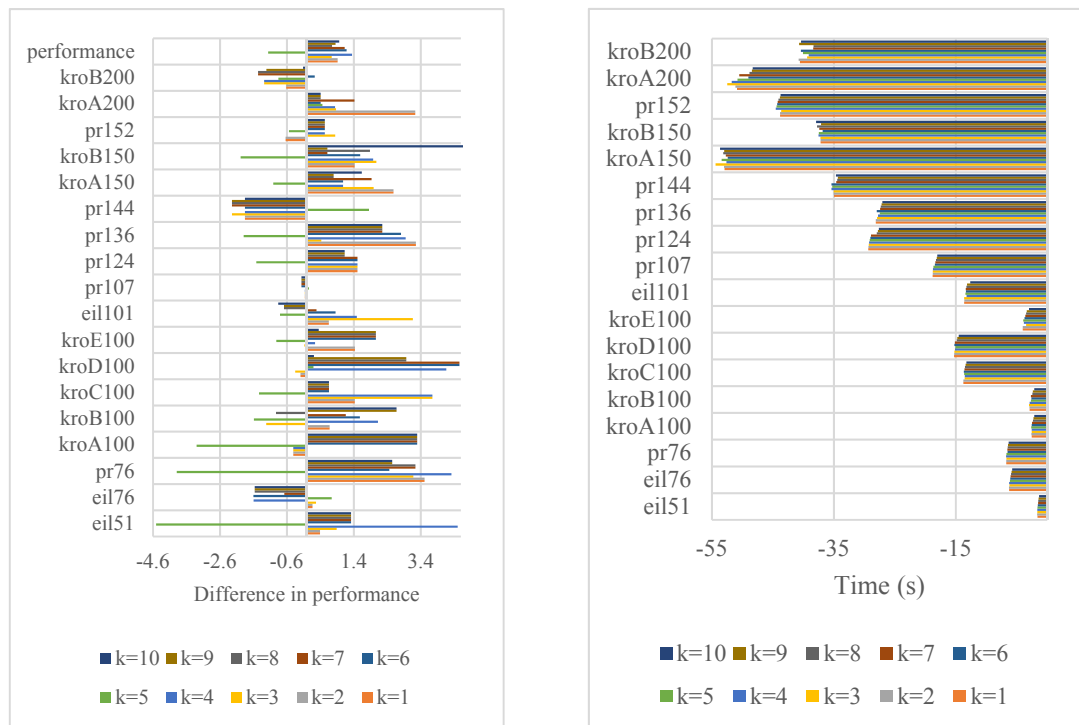 performance
kroB200
kroA200
pr152
kroB150
kroA150
pr144
pr136
pr124
pr107
eil101
kroE100
kroD100
kroC100
kroB100
kroA100
pr76
eil76
eil51
-4.6 -2.6 -0.6 1.4 3.4
Difference in performance
k=10 k=9 k=8 k=7 k=6
k=5 k=4 k=3 k=2 k=1
kroB200
kroA200
pr152
kroB150
kroA150
pr144
pr136
pr124
pr107
eil101
kroE100
kroD100
kroC100
kroB100
kroA100
pr76
eil76
eil51
-55 -35 -15
Time (s)
k=10 k=9 k=8 k=7 k=6
k=5 k=4 k=3 k=2 k=1